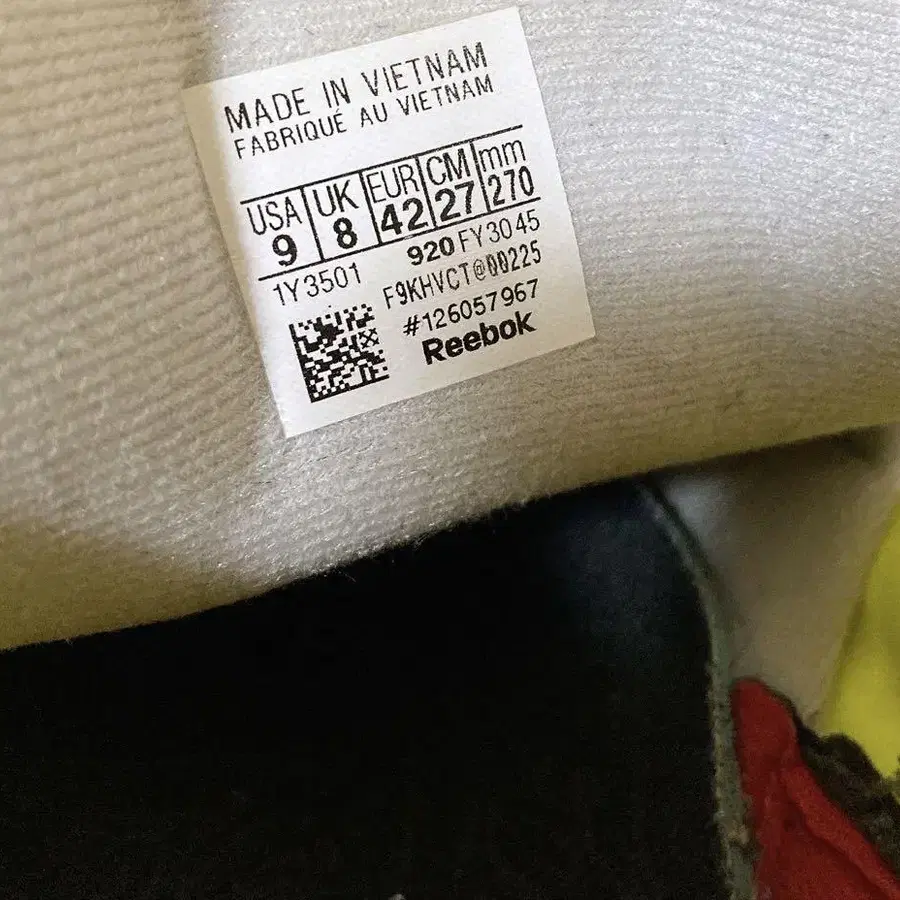 MADE IN VIETNAM
FABRIQUÉ AU VIETNAM
USA UK EUR CM mm
9 8 42 27 270
1Y3501 920 FY3045
F9KHVCT@00225
#126057967
Reebok